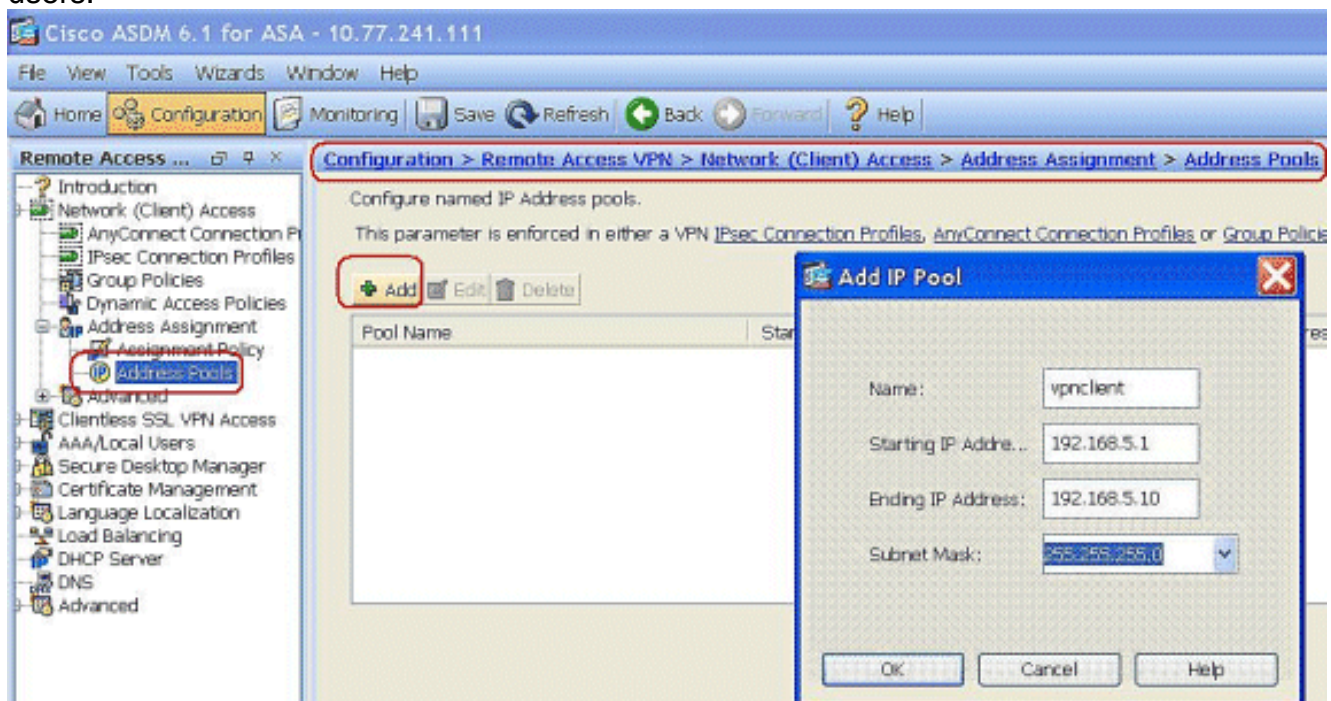 users.
Cisco ASDM 6.1 for ASA - 10.77.241.111
File View Tools Wizards Window Help
Home Configuration Monitoring Save Refresh Back Forward Help
Remote Access ...
Configuration > Remote Access VPN > Network (Client) Access > Address Assignment > Address Pools
Introduction
Network (Client) Access
AnyConnect Connection P
IPsec Connection Profiles
Group Policies
Dynamic Access Policies
Address Assignment
Assignment Policy
IP Address Pools
Advanced
Clientless SSL VPN Access
AAA/Local Users
Secure Desktop Manager
Certificate Management
Language Localization
Load Balancing
DHCP Server
DNS
Advanced
Configure named IP Address pools.
This parameter is enforced in either a VPN IPsec Connection Profiles, AnyConnect Connection Profiles or Group Policie
Add Edit Delete
Pool Name Star
Add IP Pool
Name: vpnclient
Starting IP Addre... 192.168.5.1
Ending IP Address: 192.168.5.10
Subnet Mask: 255.255.255.0
OK Cancel Help